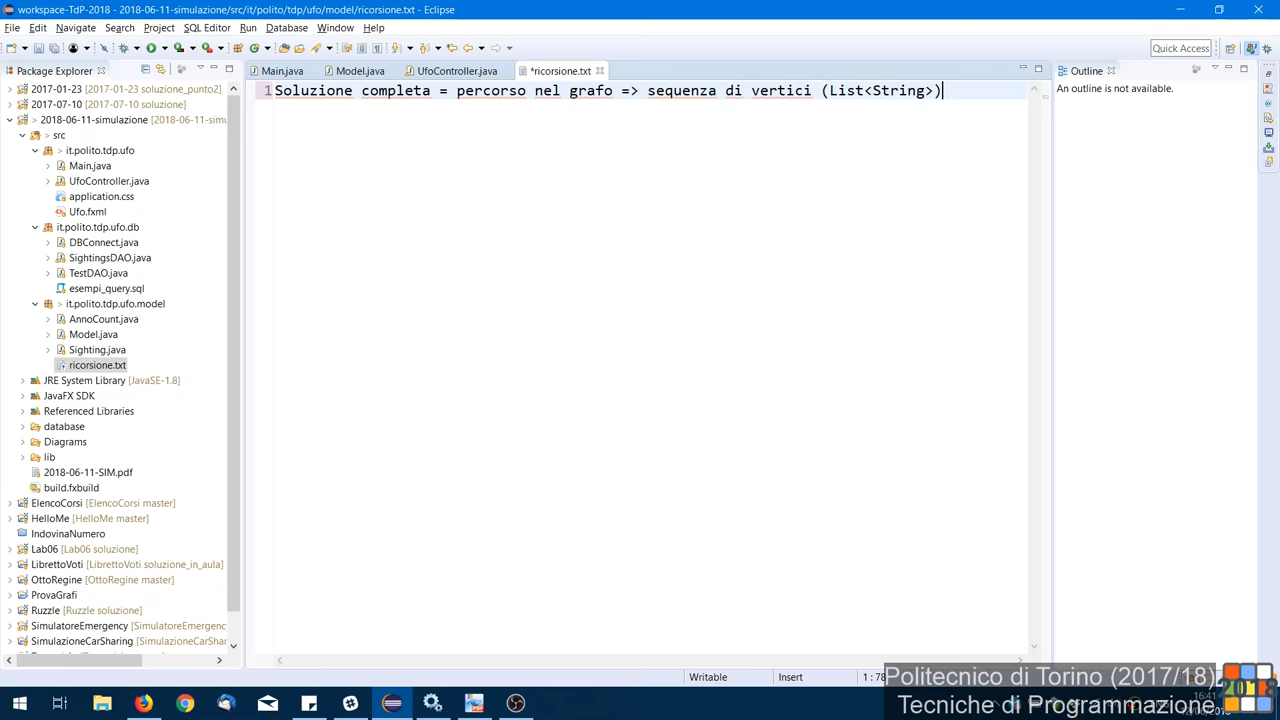 workspace-TdP-2018 - 2018-06-11-simulazione/src/it/polito/tdp/ufo/model/ricorsione.txt - Eclipse
File Edit Navigate Search Project SQL Editor Run Database Window Help
Quick Access
Package Explorer
Main.java
Model.java
UfoController.java
*ricorsione.txt
Outline
An outline is not available.
1 Soluzione completa = percorso nel grafo => sequenza di vertici (List<String>)
2017-01-23 [2017-01-23 soluzione_punto2]
2017-07-10 [2017-07-10 soluzione]
2018-06-11-simulazione [2018-06-11-simu
src
> it.polito.tdp.ufo
Main.java
UfoController.java
application.css
Ufo.fxml
it.polito.tdp.ufo.db
DBConnect.java
SightingsDAO.java
TestDAO.java
esempi_query.sql
> it.polito.tdp.ufo.model
AnnoCount.java
Model.java
Sighting.java
ricorsione.txt
JRE System Library [JavaSE-1.8]
JavaFX SDK
Referenced Libraries
database
Diagrams
lib
2018-06-11-SIM.pdf
build.fxbuild
ElencoCorsi [ElencoCorsi master]
HelloMe [HelloMe master]
IndovinaNumero
Lab06 [Lab06 soluzione]
LibrettoVoti [LibrettoVoti soluzione_in_aula]
OttoRegine [OttoRegine master]
ProvaGrafi
Ruzzle [Ruzzle soluzione]
SimulatoreEmergency [SimulatoreEmergency
SimulazioneCarSharing [SimulazioneCarShar
Writable
Insert
1 : 78
Politecnico di Torino (2017/18)
Tecniche di Programmazione
2018
16:41